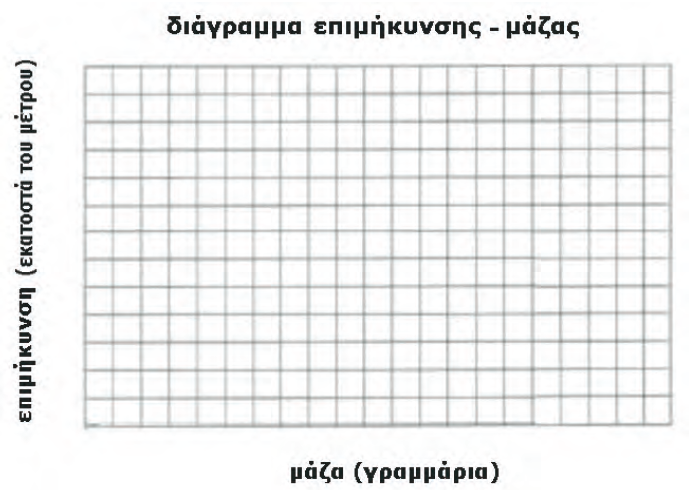 διάγραμμα επιμήκυνσης - μάζας
επιμήκυνση (εκατοστά του μέτρου)
μάζα (γραμμάρια)